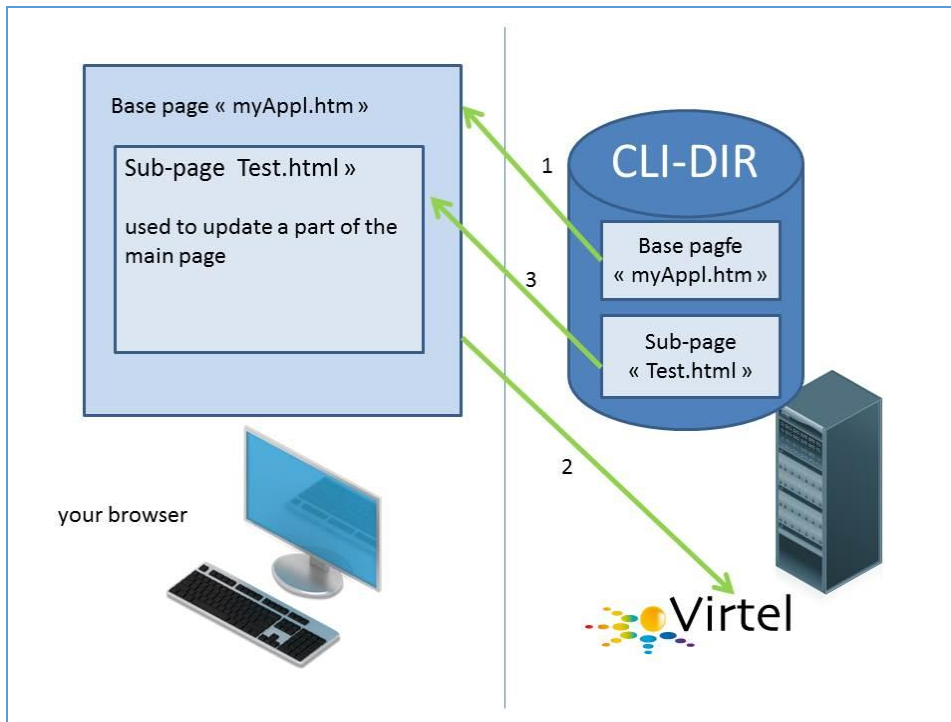 Base page « myAppl.htm »
Sub-page Test.html »
used to update a part of the
main page
1
CLI-DIR
Base pagfe
« myAppl.htm »
3
Sub-page
« Test.html »
2
your browser
Virtel